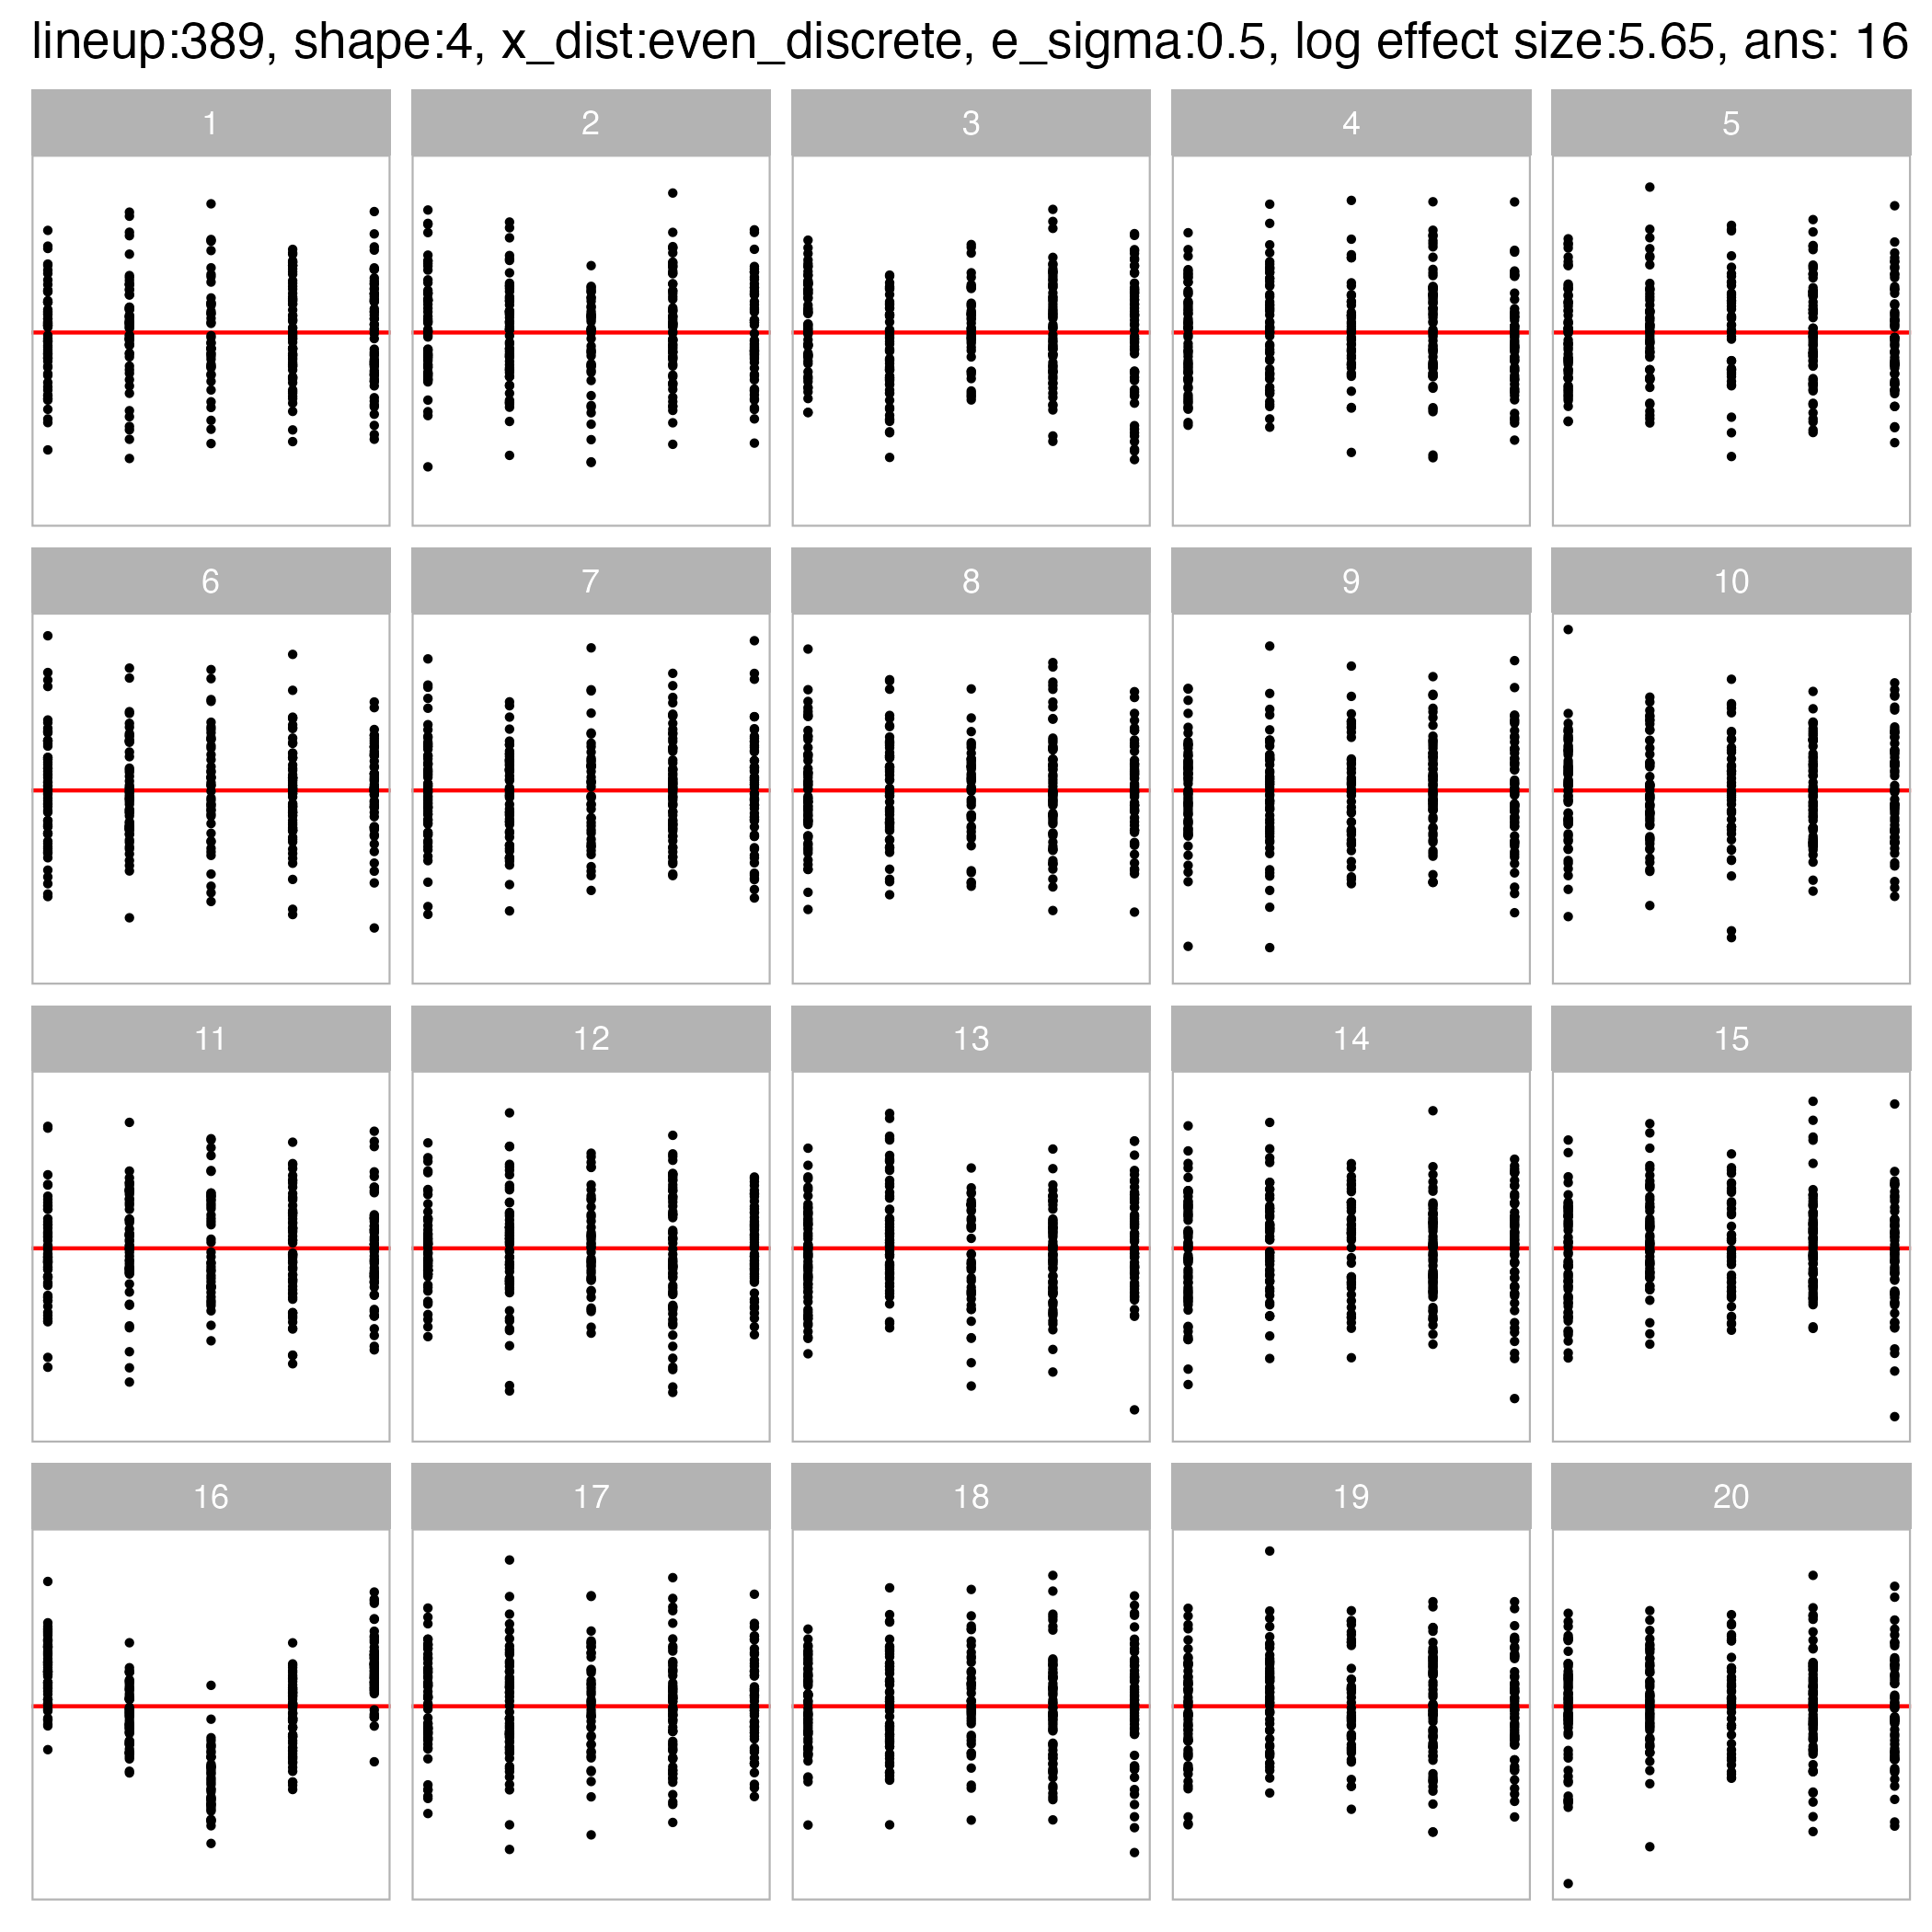 lineup:389, shape:4, x_dist:even_discrete, e_sigma:0.5, log effect size:5.65, ans: 16
1 2 3 4 5
6 7 8 9 10
11 12 13 14 15
16 17 18 19 20